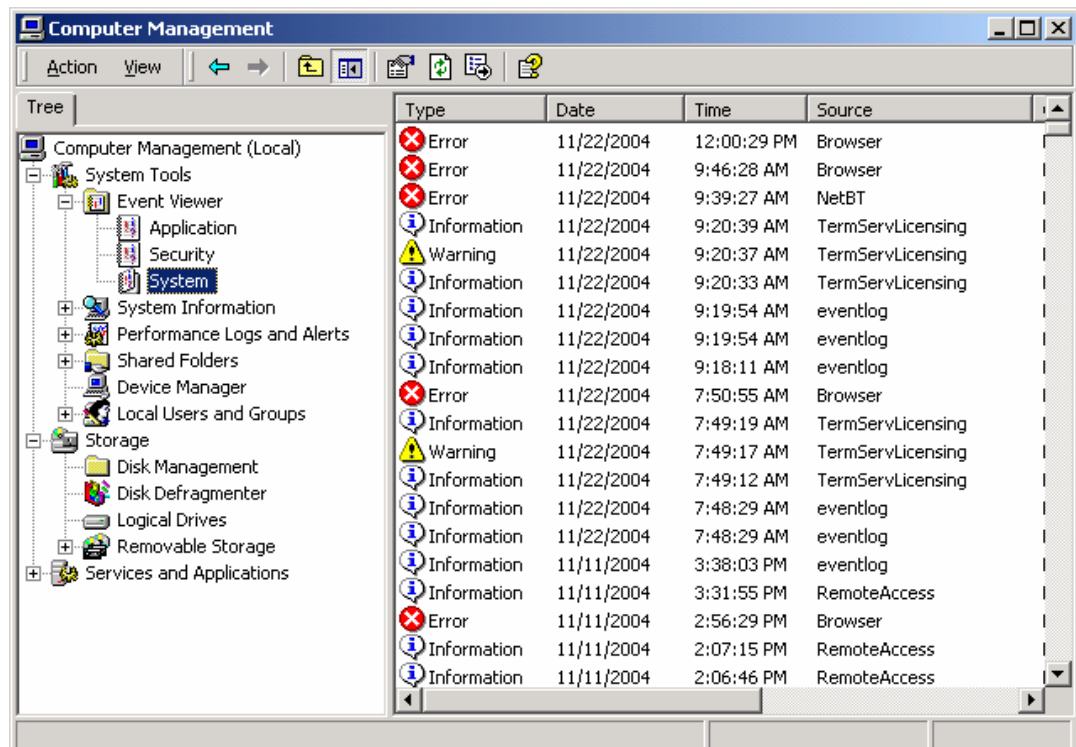 Computer Management
Action View
Tree
Computer Management (Local)
System Tools
Event Viewer
Application
Security
System
System Information
Performance Logs and Alerts
Shared Folders
Device Manager
Local Users and Groups
Storage
Disk Management
Disk Defragmenter
Logical Drives
Removable Storage
Services and Applications
Type Date Time Source
Error 11/22/2004 12:00:29 PM Browser
Error 11/22/2004 9:46:28 AM Browser
Error 11/22/2004 9:39:27 AM NetBT
Information 11/22/2004 9:20:39 AM TermServLicensing
Warning 11/22/2004 9:20:37 AM TermServLicensing
Information 11/22/2004 9:20:33 AM TermServLicensing
Information 11/22/2004 9:19:54 AM eventlog
Information 11/22/2004 9:19:54 AM eventlog
Information 11/22/2004 9:18:11 AM eventlog
Error 11/22/2004 7:50:55 AM Browser
Information 11/22/2004 7:49:19 AM TermServLicensing
Warning 11/22/2004 7:49:17 AM TermServLicensing
Information 11/22/2004 7:49:12 AM TermServLicensing
Information 11/22/2004 7:48:29 AM eventlog
Information 11/22/2004 7:48:29 AM eventlog
Information 11/11/2004 3:38:03 PM eventlog
Information 11/11/2004 3:31:55 PM RemoteAccess
Error 11/11/2004 2:56:29 PM Browser
Information 11/11/2004 2:07:15 PM RemoteAccess
Information 11/11/2004 2:06:46 PM RemoteAccess